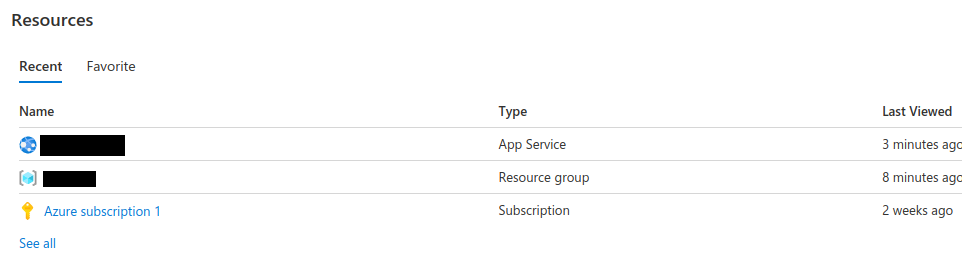 Resources
Recent Favorite
Name Type Last Viewed
App Service 3 minutes ago
Resource group 8 minutes ago
Azure subscription 1 Subscription 2 weeks ago
See all